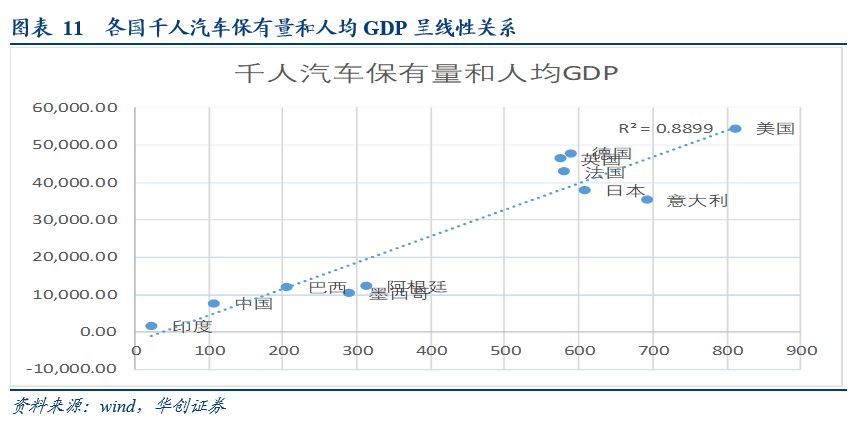 图表 11 各国千人汽车保有量和人均 GDP 呈线性关系
千人汽车保有量和人均GDP
60,000.00
50,000.00
40,000.00
30,000.00
20,000.00
10,000.00
0.00
-10,000.00
R² = 0.8899
美国
德国
英国
法国
日本
意大利
巴西
阿根廷
墨西哥
中国
印度
0 100 200 300 400 500 600 700 800 900
资料来源：wind，华创证券